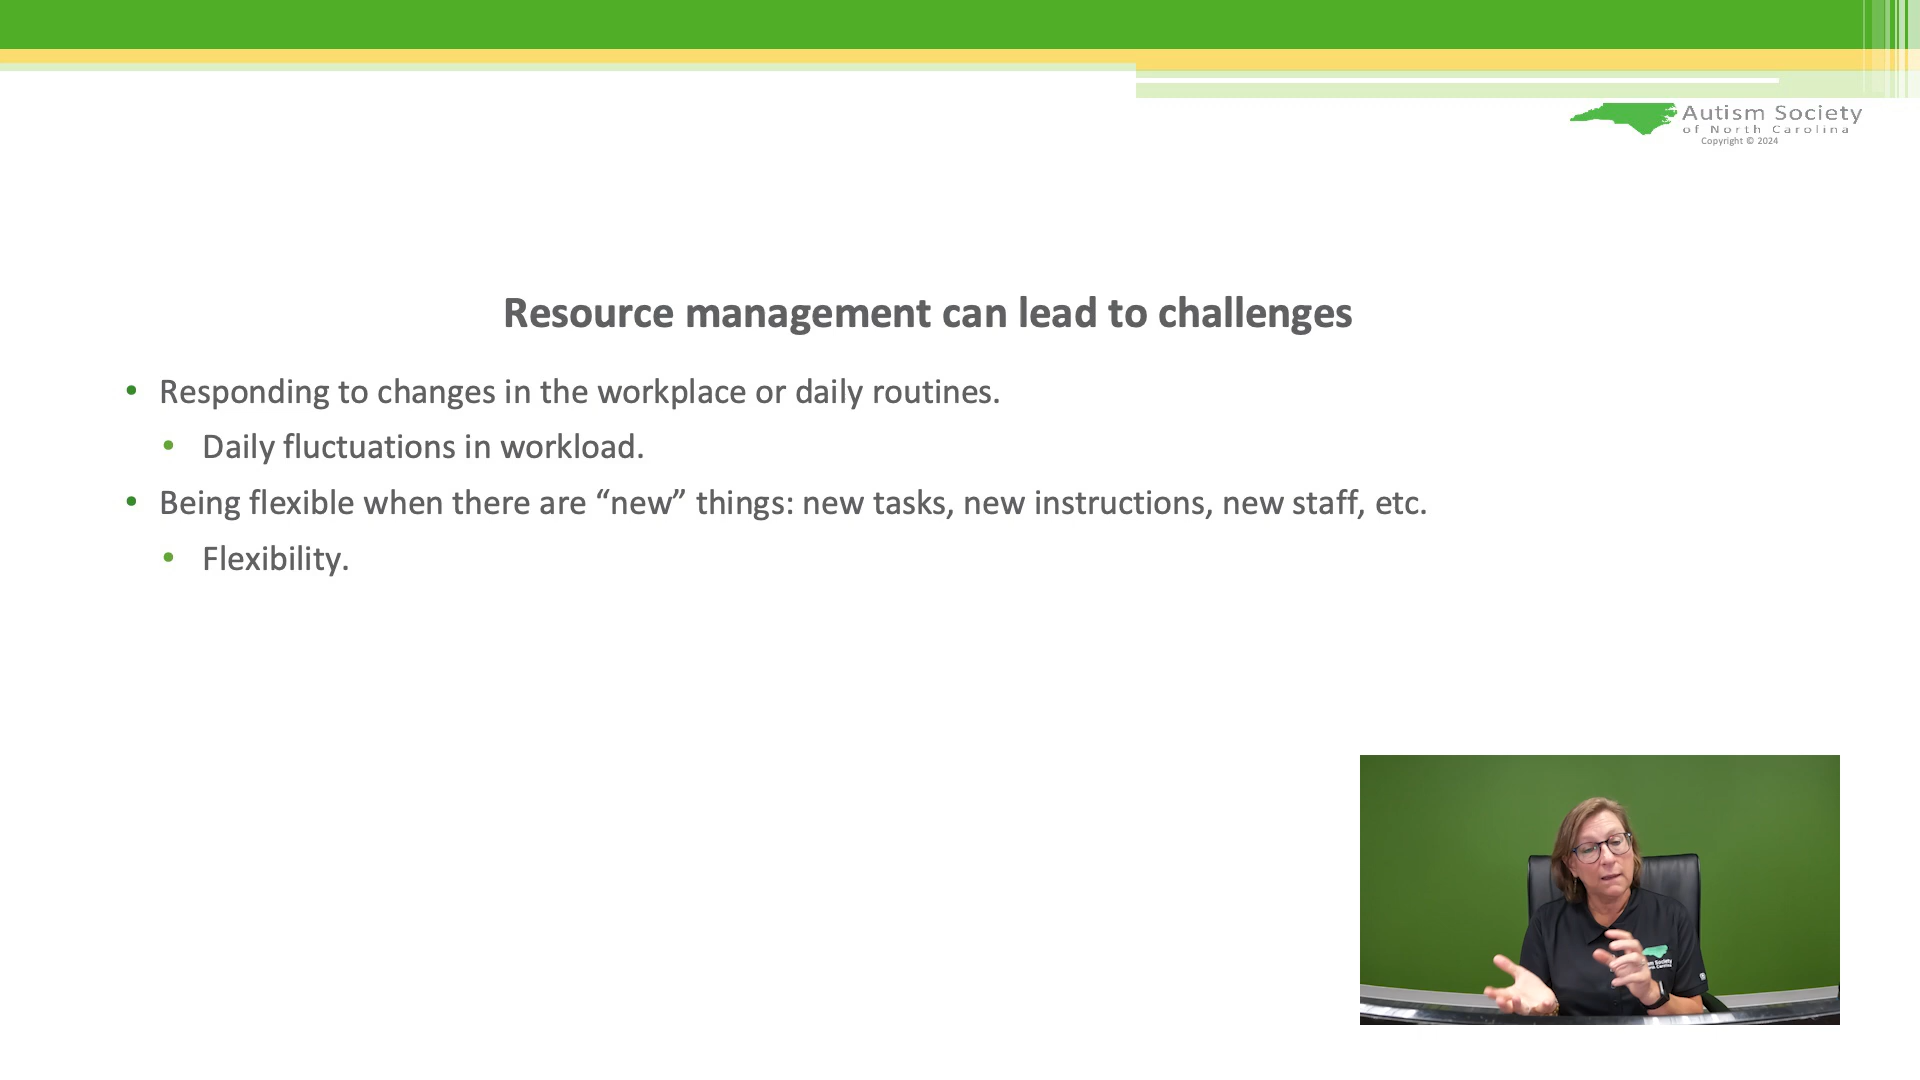 Autism Society
of North Carolina
Copyright © 2024
Resource management can lead to challenges
• Responding to changes in the workplace or daily routines.
• Daily fluctuations in workload.
• Being flexible when there are “new” things: new tasks, new instructions, new staff, etc.
• Flexibility.